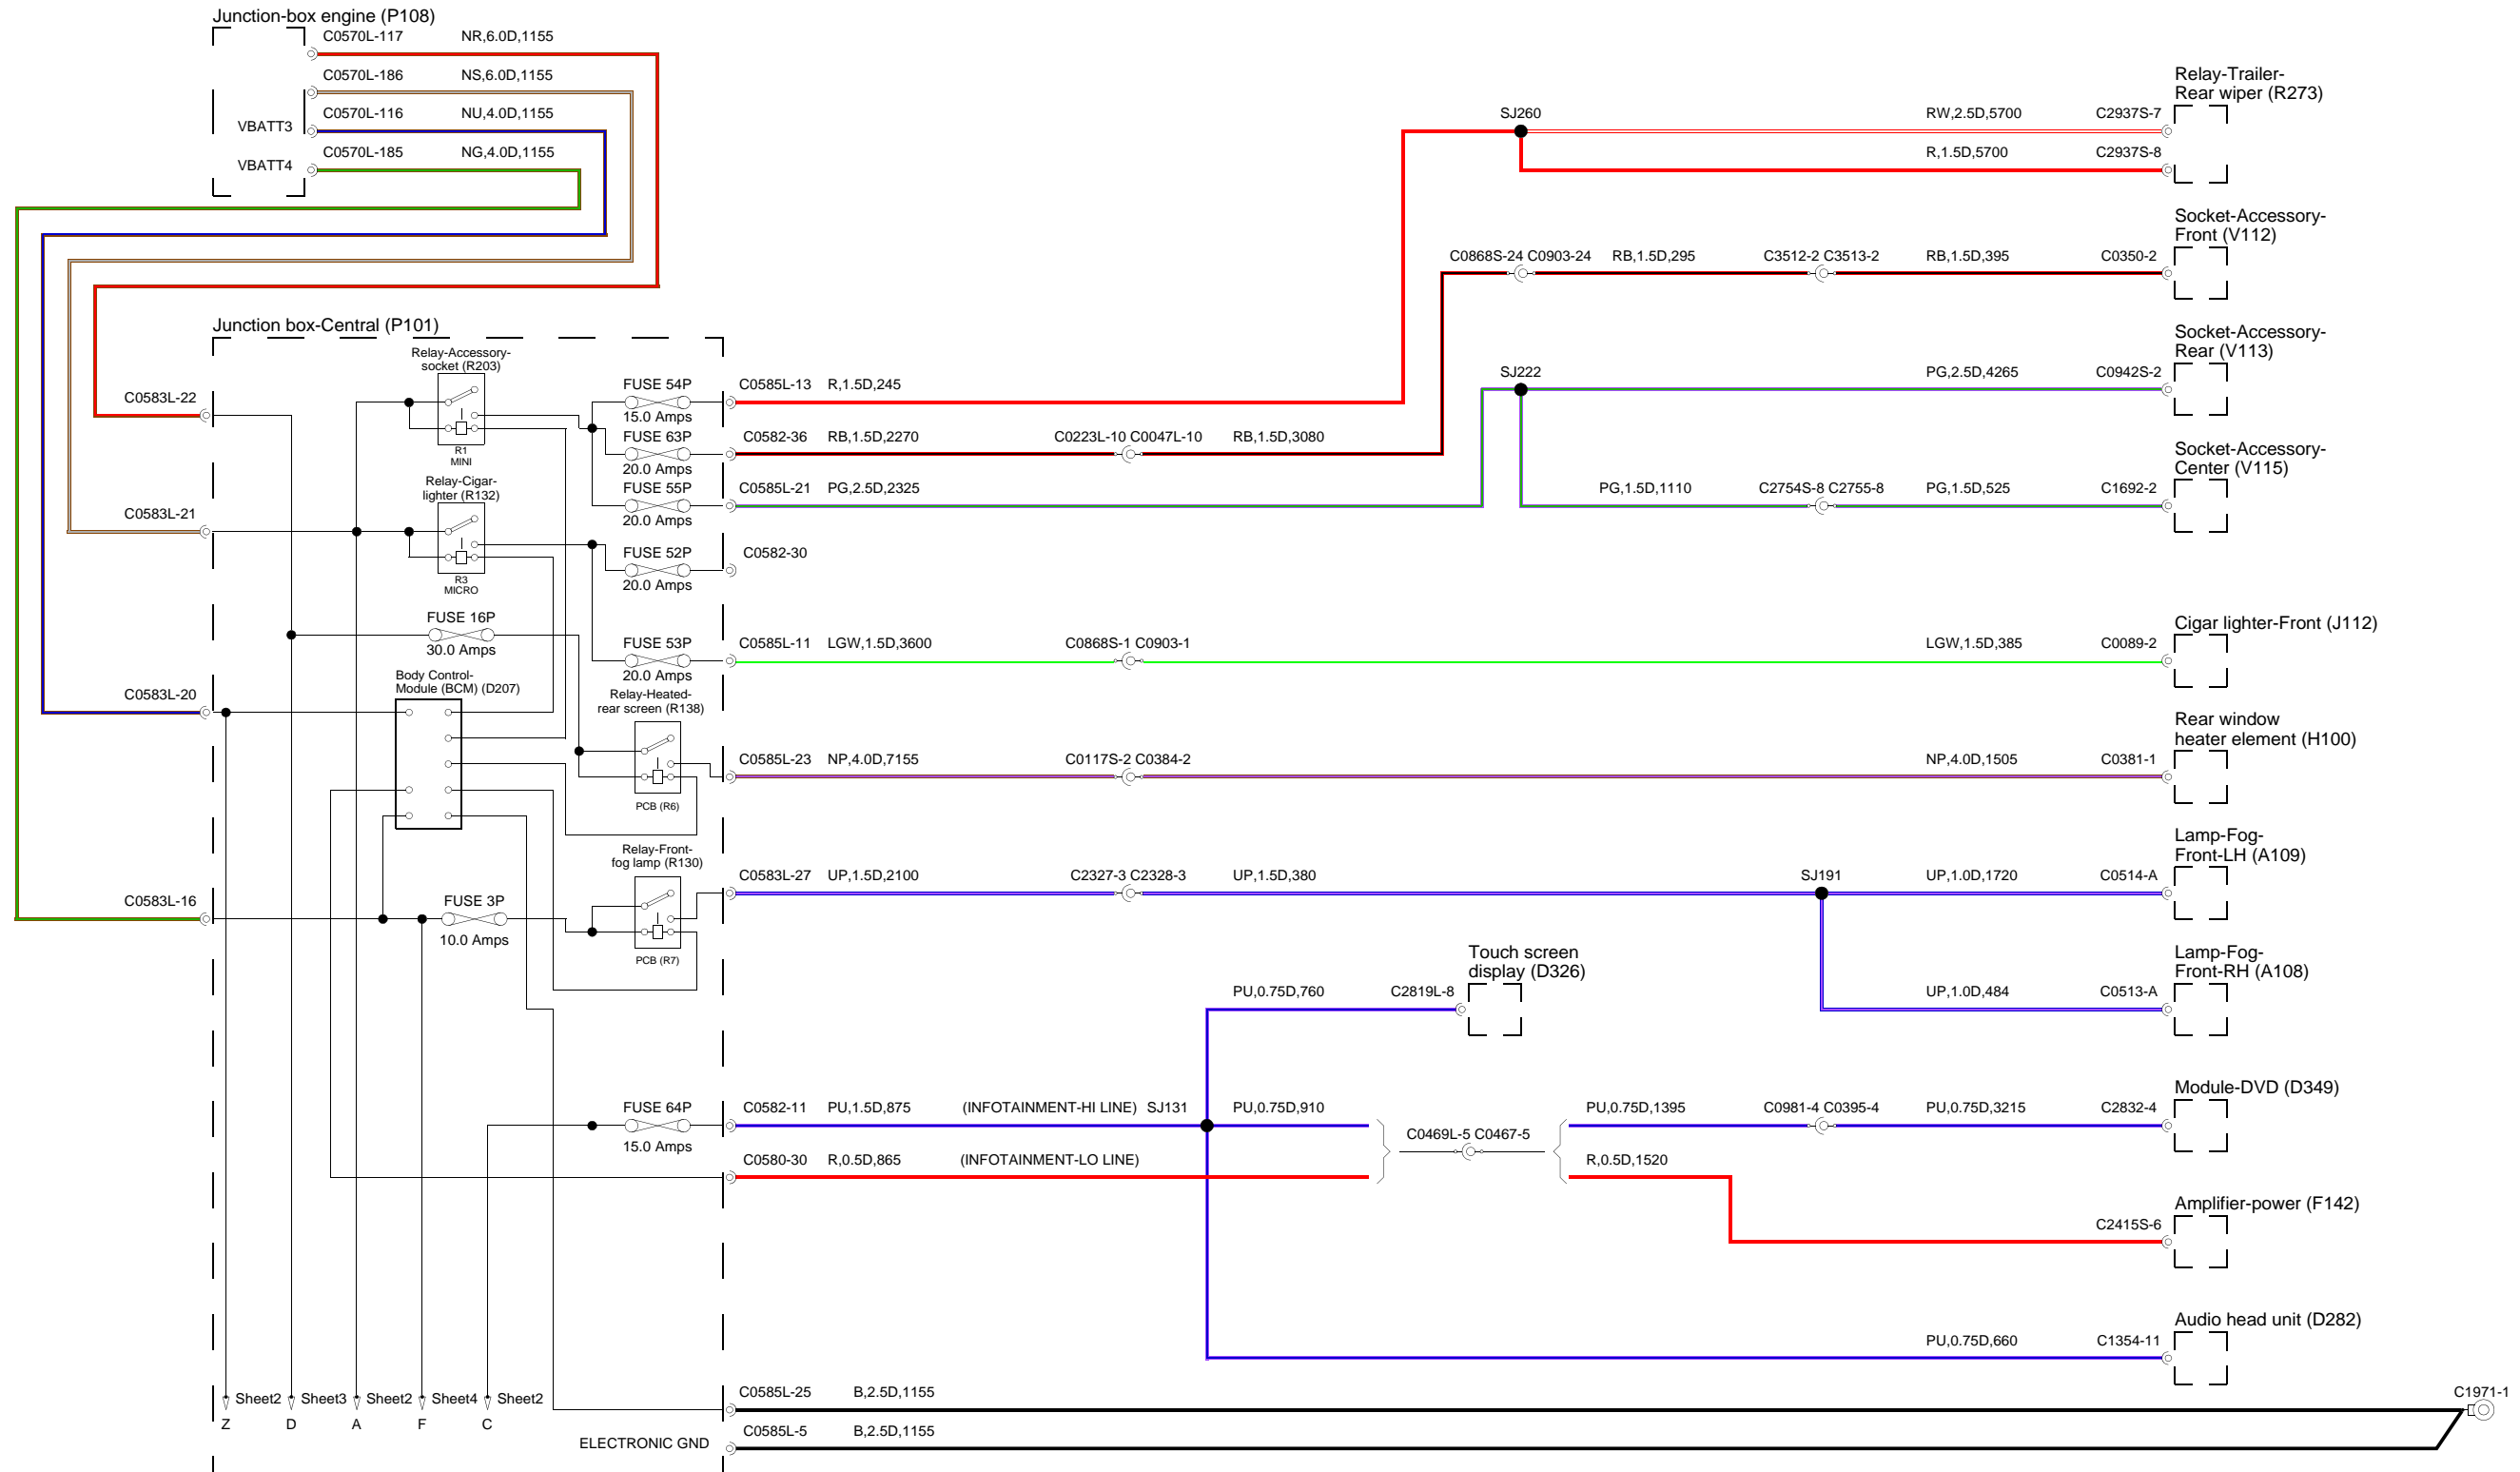 Junction-box engine (P108)
C0570L-117 NR,6.0D,1155
C0570L-186 NS,6.0D,1155
VBATT3 C0570L-116 NU,4.0D,1155
VBATT4 C0570L-185 NG,4.0D,1155
Relay-Trailer-
Rear wiper (R273)
SJ260 RW,2.5D,5700 C2937S-7
R,1.5D,5700 C2937S-8
Socket-Accessory-
Front (V112)
C0868S-24 C0903-24 RB,1.5D,295 C3512-2 C3513-2 RB,1.5D,395 C0350-2
Junction box-Central (P101)
Relay-Accessory-
socket (R203)
R1
MINI
Socket-Accessory-
Rear (V113)
C0583L-22
FUSE 54P
15.0 Amps
C0585L-13 R,1.5D,245
SJ222 PG,2.5D,4265 C0942S-2
FUSE 63P
20.0 Amps
C0582-36 RB,1.5D,2270 C0223L-10 C0047L-10 RB,1.5D,3080
Socket-Accessory-
Center (V115)
Relay-Cigar-
lighter (R132)
R3
MICRO
FUSE 55P
20.0 Amps
C0585L-21 PG,2.5D,2325 PG,1.5D,1110 C2754S-8 C2755-8 PG,1.5D,525 C1692-2
C0583L-21
FUSE 52P
20.0 Amps
C0582-30
FUSE 16P
30.0 Amps
FUSE 53P
20.0 Amps
C0585L-11 LGW,1.5D,3600 C0868S-1 C0903-1 LGW,1.5D,385 C0089-2
Cigar lighter-Front (J112)
Body Control-
Module (BCM) (D207)
C0583L-20
Relay-Heated-
rear screen (R138)
PCB (R6)
Rear window
heater element (H100)
C0585L-23 NP,4.0D,7155 C0117S-2 C0384-2 NP,4.0D,1505 C0381-1
Relay-Front-
fog lamp (R130)
PCB (R7)
Lamp-Fog-
Front-LH (A109)
C0583L-27 UP,1.5D,2100 C2327-3 C2328-3 UP,1.5D,380 SJ191 UP,1.0D,1720 C0514-A
C0583L-16
FUSE 3P
10.0 Amps
Touch screen
display (D326)
PU,0.75D,760 C2819L-8
Lamp-Fog-
Front-RH (A108)
UP,1.0D,484 C0513-A
Module-DVD (D349)
FUSE 64P
15.0 Amps
C0582-11 PU,1.5D,875 (INFOTAINMENT-HI LINE) SJ131 PU,0.75D,910
C0469L-5 C0467-5
PU,0.75D,1395 C0981-4 C0395-4 PU,0.75D,3215 C2832-4
C0580-30 R,0.5D,865 (INFOTAINMENT-LO LINE) R,0.5D,1520
Amplifier-power (F142)
C2415S-6
Audio head unit (D282)
PU,0.75D,660 C1354-11
Sheet2 Sheet3 Sheet2 Sheet4 Sheet2
Z D A F C
C0585L-25 B,2.5D,1155 C1971-1
ELECTRONIC GND C0585L-5 B,2.5D,1155